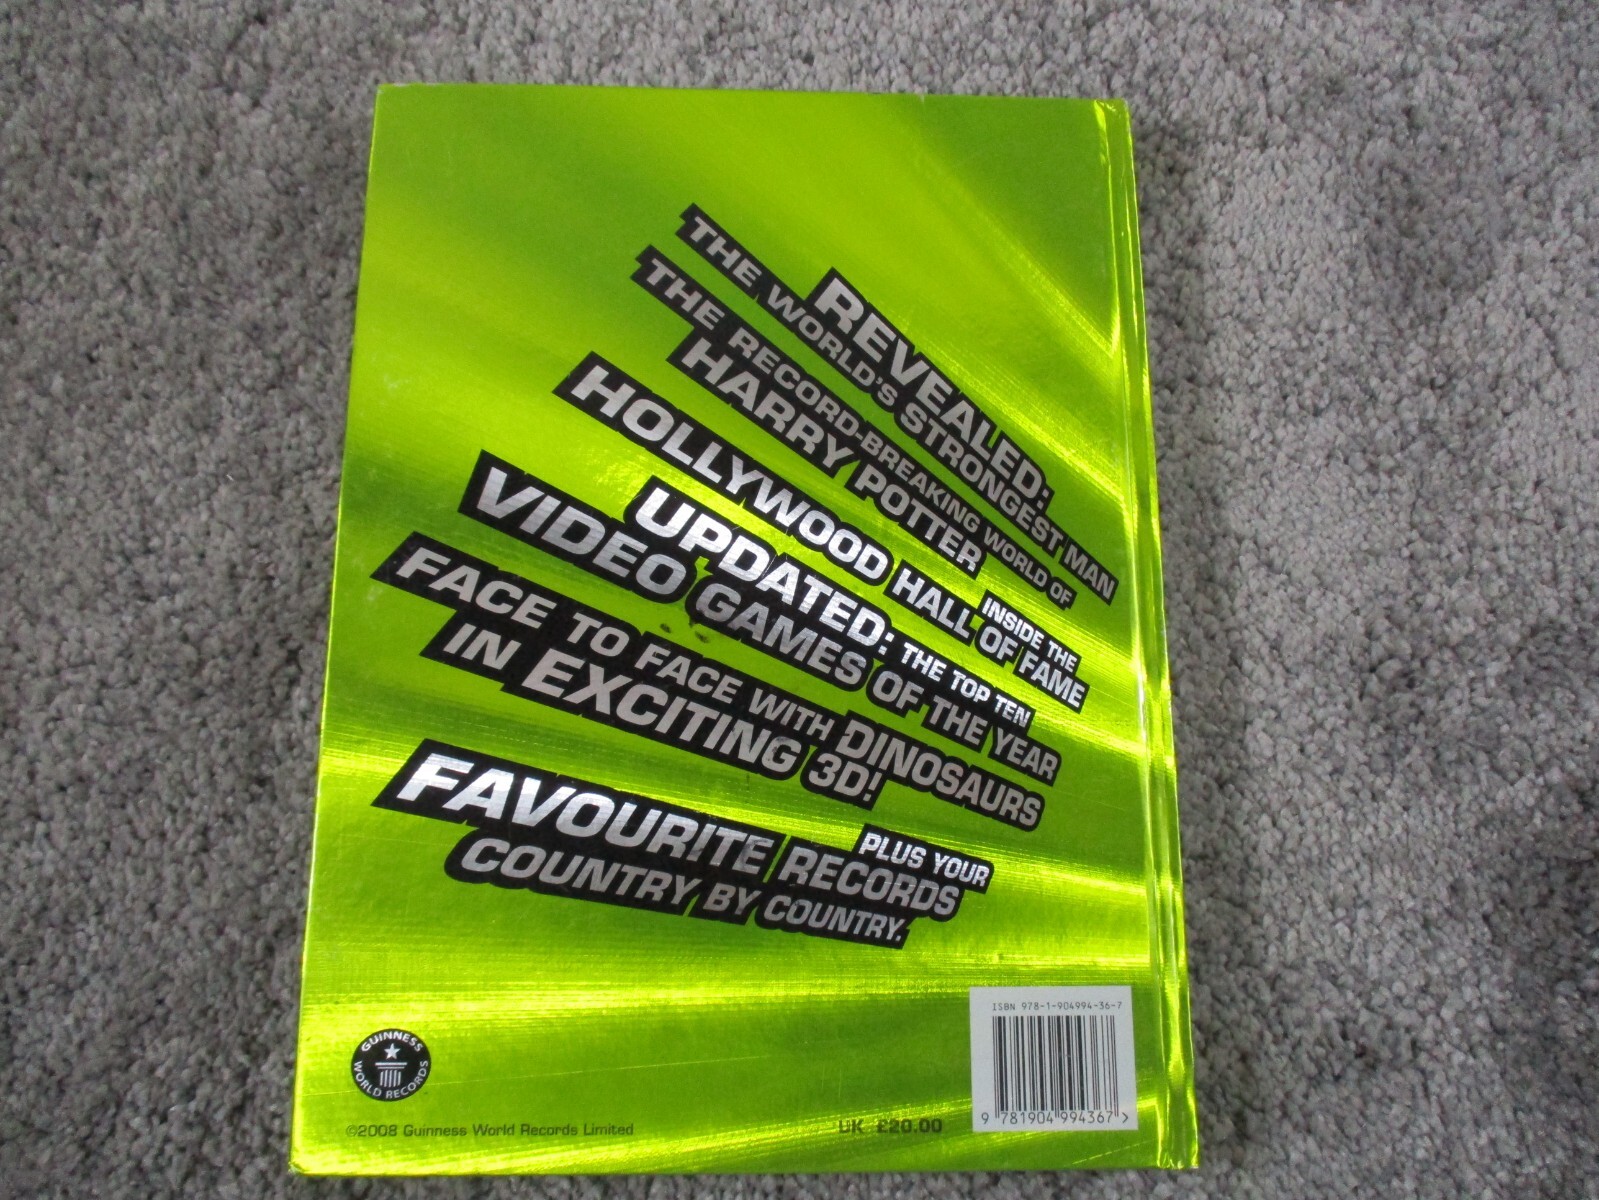 REVEALED:
THE WORLD'S STRONGEST MAN
THE RECORD-BREAKING WORLD OF
HARRY POTTER
INSIDE THE
HOLLYWOOD HALL OF FAME
UPDATED: THE TOP TEN
VIDEO GAMES OF THE YEAR
FACE TO FACE WITH DINOSAURS
IN EXCITING 3D!
PLUS YOUR
FAVOURITE RECORDS
COUNTRY BY COUNTRY.
GUINNESS
WORLD RECORDS
©2008 Guinness World Records Limited
UK £20.00
ISBN 978-1-904994-36-7
9 781904 994367 >